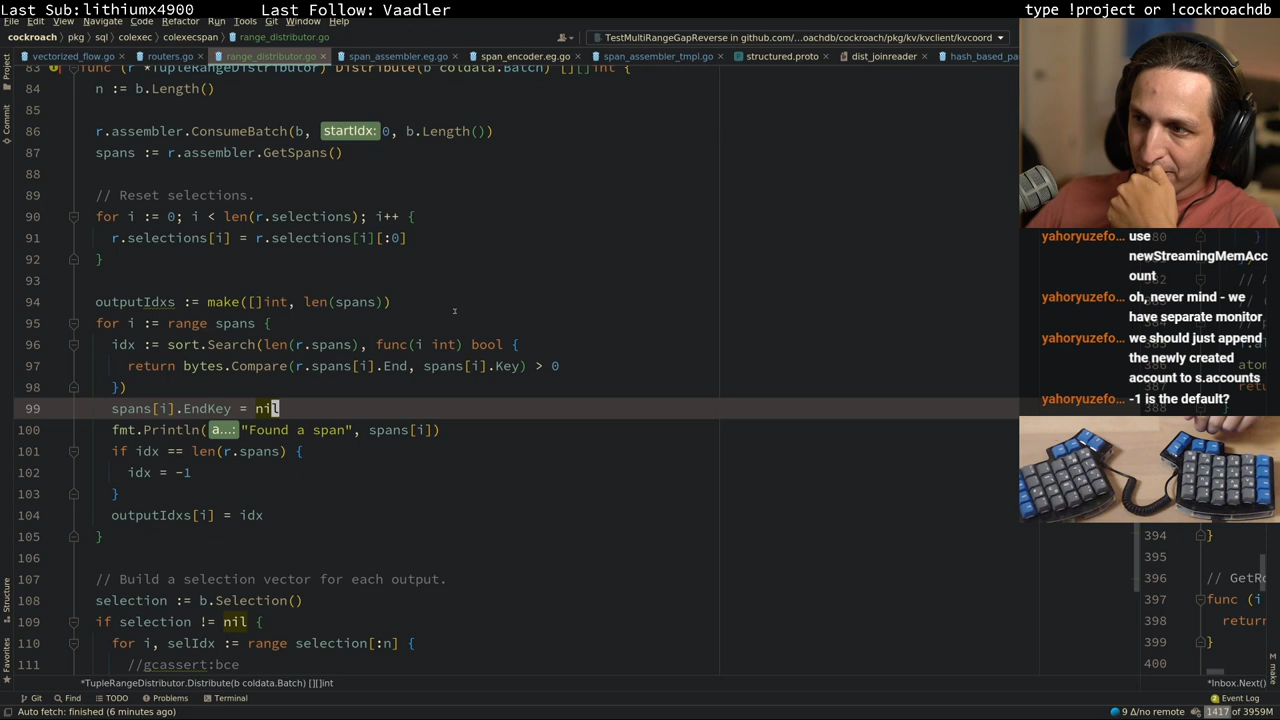 Last Sub:lithiumx4900
Last Follow: Vaadler
type !project or !cockroachdb
File Edit View Navigate Code Refactor Run Tools Git Window Help
cockroach pkg sql colexec colexecspan range_distributor.go
TestMultiRangeGapReverse in github.com/...oachdb/cockroach/pkg/kv/kvclient/kvcoord
vectorized_flow.go routers.go range_distributor.go span_assembler.eg.go span_encoder.eg.go span_assembler_tmpl.go structured.proto dist_joinreader hash_based_pa
83 func (r *TupleRangeDistributor) Distribute(b coldata.Batch) [][]int {
84 n := b.Length()
85
86 r.assembler.ConsumeBatch(b, startIdx: 0, b.Length())
87 spans := r.assembler.GetSpans()
88
89 // Reset selections.
90 for i := 0; i < len(r.selections); i++ {
91 r.selections[i] = r.selections[i][:0]
92 }
93
94 outputIdxs := make([]int, len(spans))
95 for i := range spans {
96 idx := sort.Search(len(r.spans), func(i int) bool {
97 return bytes.Compare(r.spans[i].End, spans[i].Key) > 0
98 })
99 spans[i].EndKey = nil
100 fmt.Println( a...: "Found a span", spans[i])
101 if idx == len(r.spans) {
102 idx = -1
103 }
104 outputIdxs[i] = idx
105 }
106
107 // Build a selection vector for each output.
108 selection := b.Selection()
109 if selection != nil {
110 for i, selIdx := range selection[:n] {
111 //gcassert:bce
*TupleRangeDistributor.Distribute(b coldata.Batch) [][]int
yahoryuzefo... use
newStreamingMemAcc
ount
yahoryuzefo... oh, never mind - we
have separate monitor
yahoryuzefo... we should just append
the newly created
account to s.accounts
yahoryuzefo... -1 is the default?
394 }
395
396 // GetRo
397 func (i
398 return
399 }
400
*Inbox.Next()
Project
Commit
Structure
Favorites
make
Git Find TODO Problems Terminal
Event Log
Auto fetch: finished (6 minutes ago)
9 Δ/no remote
1417 of 3959M